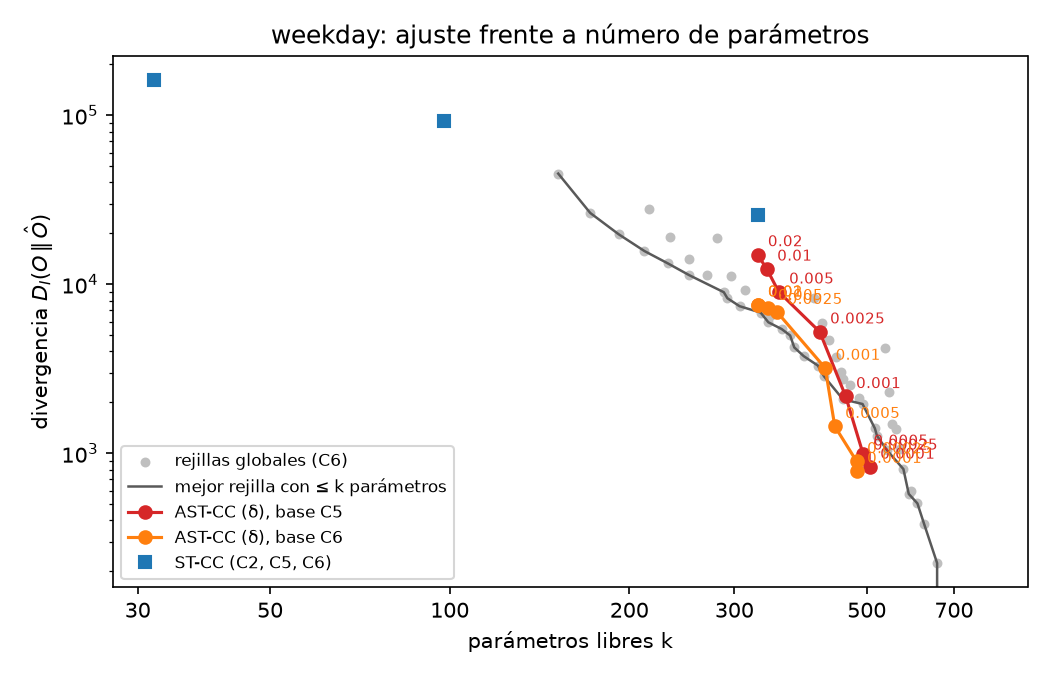 weekday: ajuste frente a número de parámetros
divergencia D_I(O ∥ Ô)
10^5
10^4
10^3
0.02
0.01
0.005
0.0025
0.0025
0.001
0.001
0.0005
0.0005
rejillas globales (C6)
mejor rejilla con ≤ k parámetros
AST-CC (δ), base C5
AST-CC (δ), base C6
ST-CC (C2, C5, C6)
30
50
100
200
300
500
700
parámetros libres k